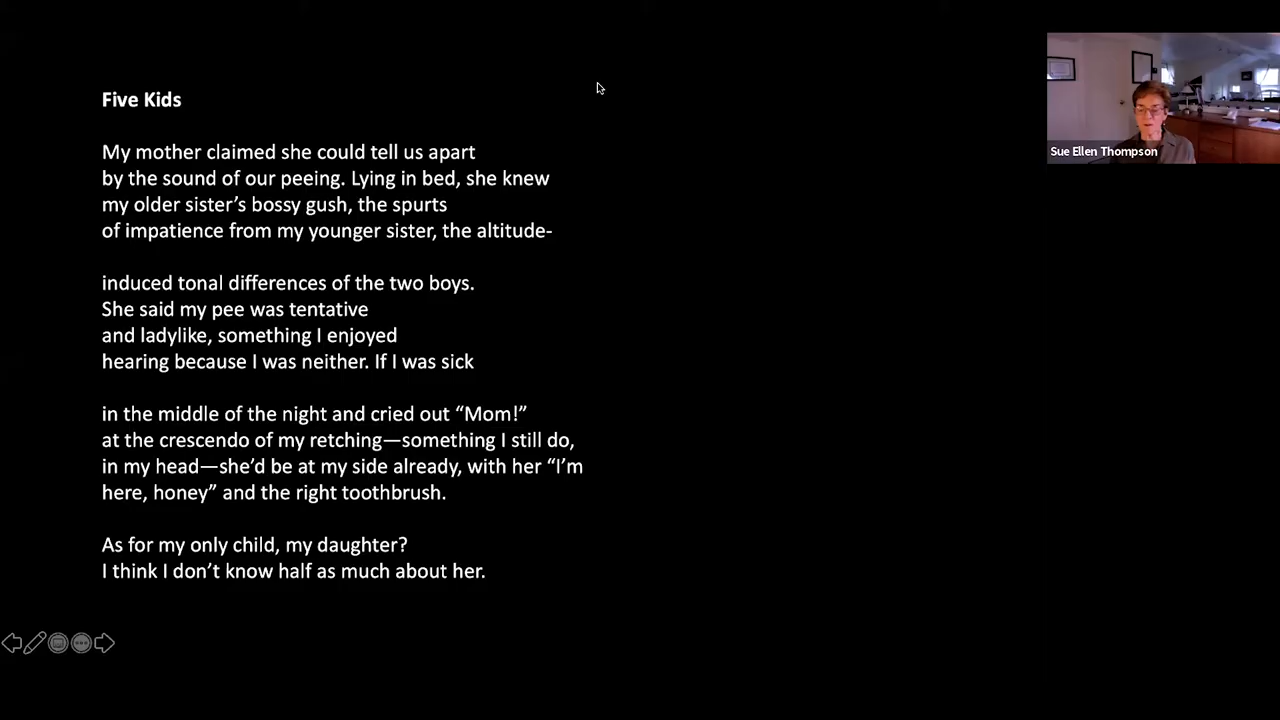 Five Kids
My mother claimed she could tell us apart
by the sound of our peeing. Lying in bed, she knew
my older sister’s bossy gush, the spurts
of impatience from my younger sister, the altitude-
induced tonal differences of the two boys.
She said my pee was tentative
and ladylike, something I enjoyed
hearing because I was neither. If I was sick
in the middle of the night and cried out “Mom!”
at the crescendo of my retching—something I still do,
in my head—she’d be at my side already, with her “I’m
here, honey” and the right toothbrush.
As for my only child, my daughter?
I think I don’t know half as much about her.
Sue Ellen Thompson